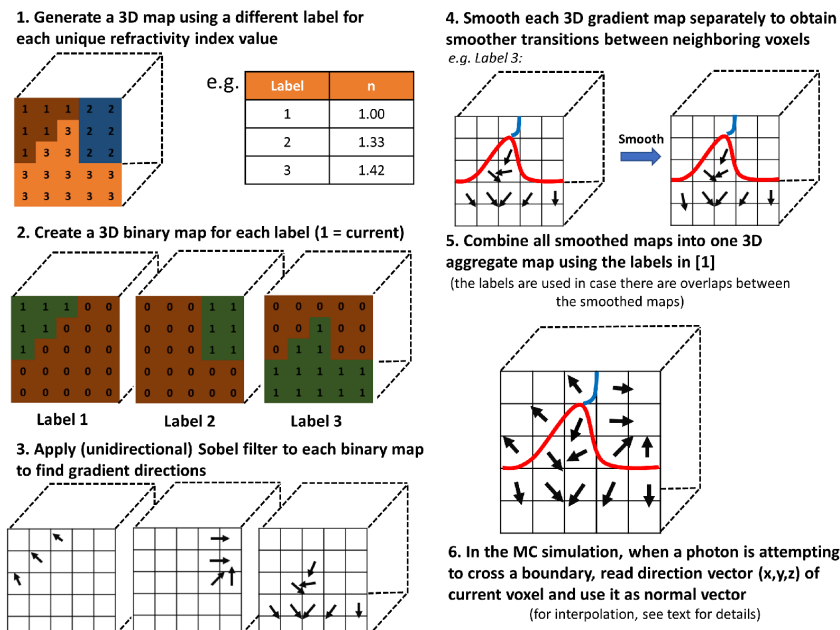 1. Generate a 3D map using a different label for
each unique refractivity index value
1 1 1 2 2
1 1 3 2 2
1 3 3 2 2
3 3 3 3 3
3 3 3 3 3
e.g.
Label n
1 1.00
2 1.33
3 1.42
2. Create a 3D binary map for each label (1 = current)
1 1 1 0 0
1 1 0 0 0
1 0 0 0 0
0 0 0 0 0
0 0 0 0 0
Label 1
0 0 0 1 1
0 0 0 1 1
0 0 0 1 1
0 0 0 0 0
0 0 0 0 0
Label 2
0 0 0 0 0
0 0 1 0 0
0 1 1 0 0
1 1 1 1 1
1 1 1 1 1
Label 3
3. Apply (unidirectional) Sobel filter to each binary map
to find gradient directions
4. Smooth each 3D gradient map separately to obtain
smoother transitions between neighboring voxels
e.g. Label 3:
Smooth
5. Combine all smoothed maps into one 3D
aggregate map using the labels in [1]
(the labels are used in case there are overlaps between
the smoothed maps)
6. In the MC simulation, when a photon is attempting
to cross a boundary, read direction vector (x,y,z) of
current voxel and use it as normal vector
(for interpolation, see text for details)